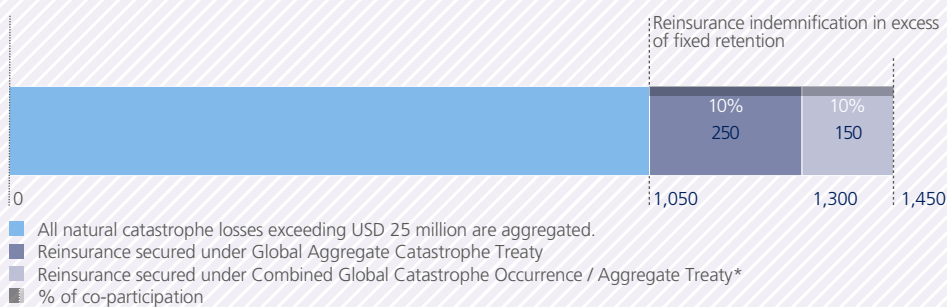 Reinsurance indemnification in excess
of fixed retention
10% 10%
250 150
0 1,050 1,300 1,450
All natural catastrophe losses exceeding USD 25 million are aggregated.
Reinsurance secured under Global Aggregate Catastrophe Treaty
Reinsurance secured under Combined Global Catastrophe Occurrence / Aggregate Treaty*
% of co-participation